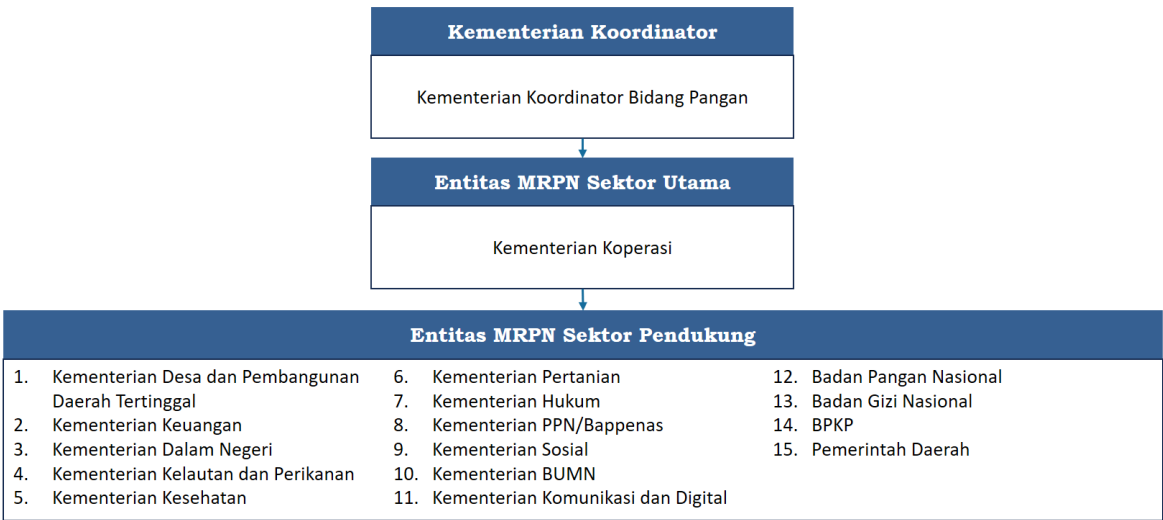 Kementerian Koordinator
Kementerian Koordinator Bidang Pangan
Entitas MRPN Sektor Utama
Kementerian Koperasi
Entitas MRPN Sektor Pendukung
1. Kementerian Desa dan Pembangunan
Daerah Tertinggal
2. Kementerian Keuangan
3. Kementerian Dalam Negeri
4. Kementerian Kelautan dan Perikanan
5. Kementerian Kesehatan
6. Kementerian Pertanian
7. Kementerian Hukum
8. Kementerian PPN/Bappenas
9. Kementerian Sosial
10. Kementerian BUMN
11. Kementerian Komunikasi dan Digital
12. Badan Pangan Nasional
13. Badan Gizi Nasional
14. BPKP
15. Pemerintah Daerah